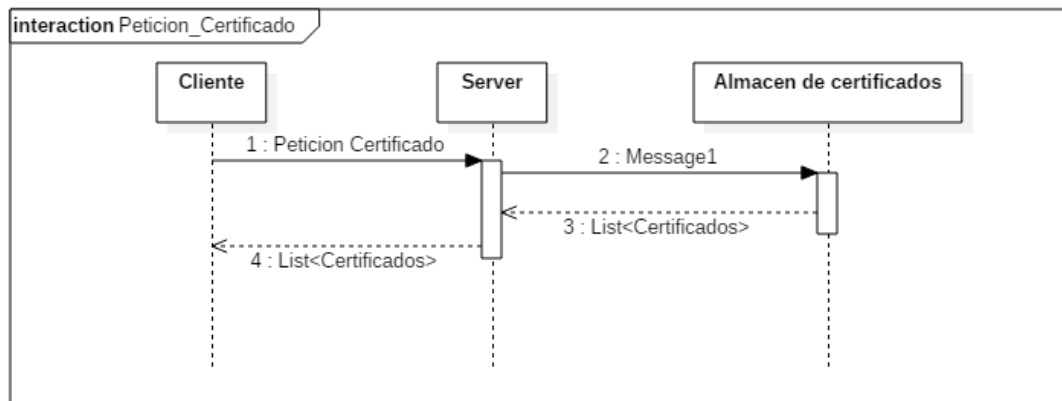 interaction Peticion_Certificado
Cliente
Server
Almacen de certificados
1 : Peticion Certificado
2 : Message1
3 : List<Certificados>
4 : List<Certificados>